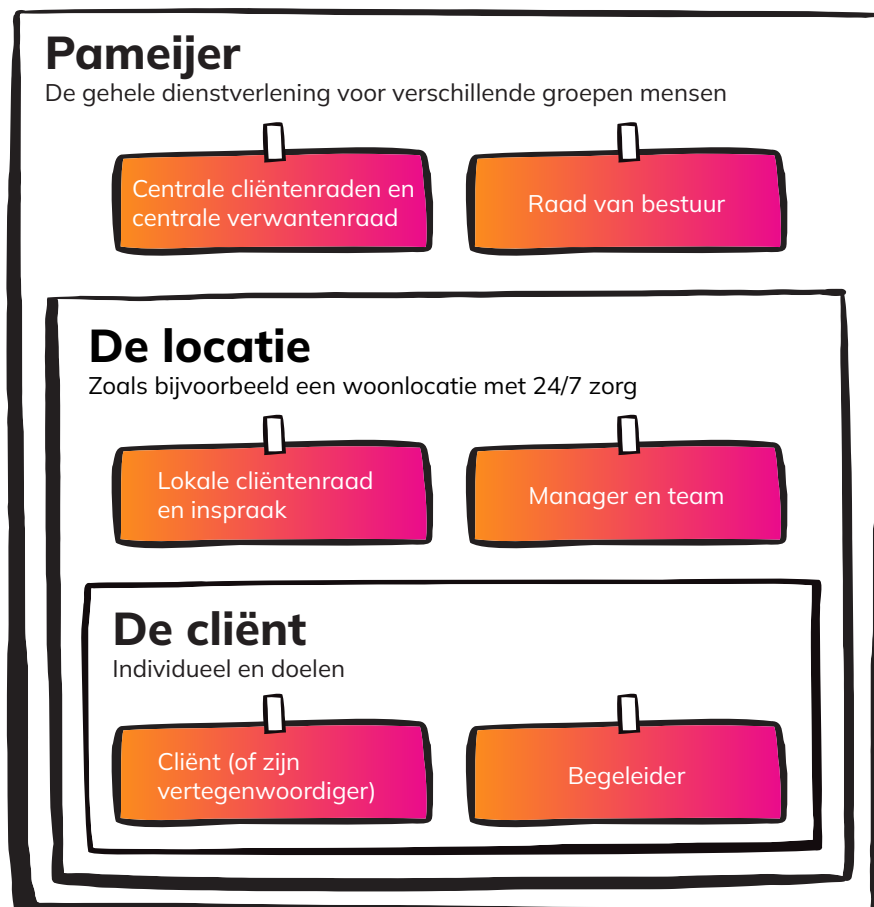 Pameijer
De gehele dienstverlening voor verschillende groepen mensen
Centrale cliëntenraden en
centrale verwantenraad
Raad van bestuur
De locatie
Zoals bijvoorbeeld een woonlocatie met 24/7 zorg
Lokale cliëntenraad
en inspraak
Manager en team
De cliënt
Individueel en doelen
Cliënt (of zijn
vertegenwoordiger)
Begeleider